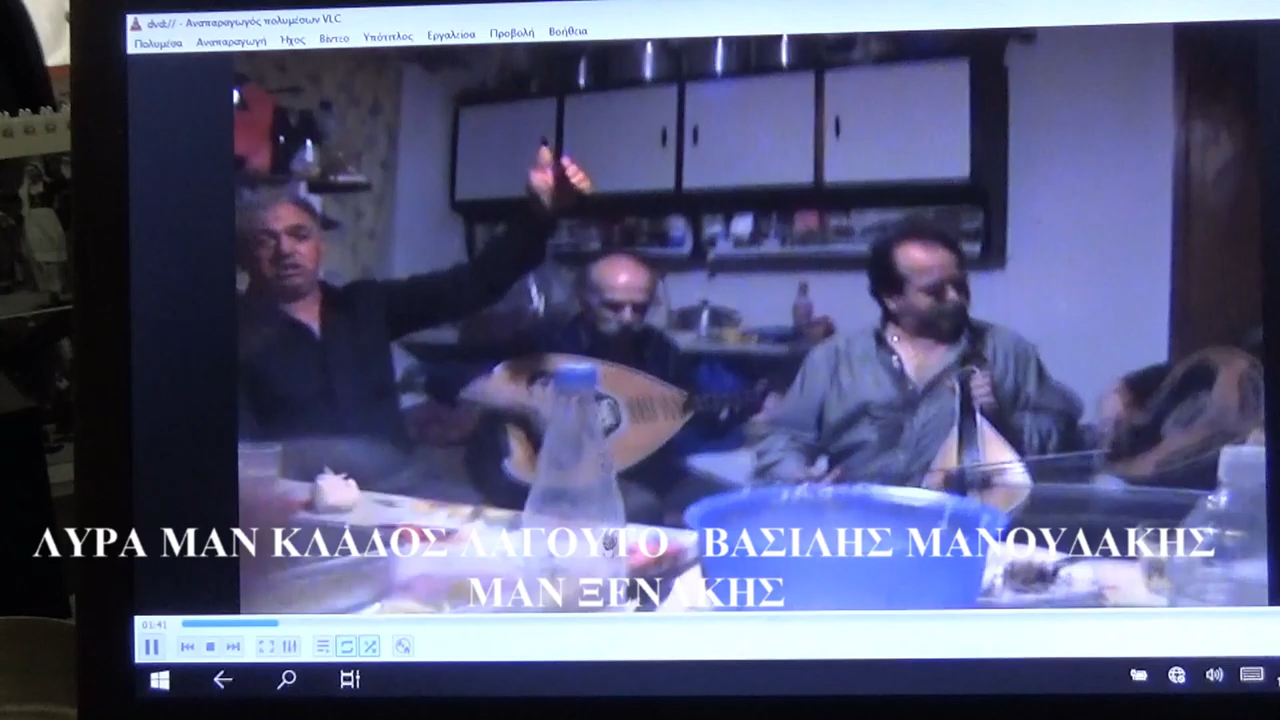 dvd:// - Αναπαραγωγός πολυμέσων VLC
Πολυμέσα Αναπαραγωγή Ήχος Βίντεο Υπότιτλος Εργαλεία Προβολή Βοήθεια
ΛΥΡΑ ΜΑΝ ΚΛΑΔΟΣ ΛΑΓΟΥΤΟ ΒΑΣΙΛΗΣ ΜΑΝΟΥΔΑΚΗΣ
ΜΑΝ ΞΕΝΑΚΗΣ
01:41